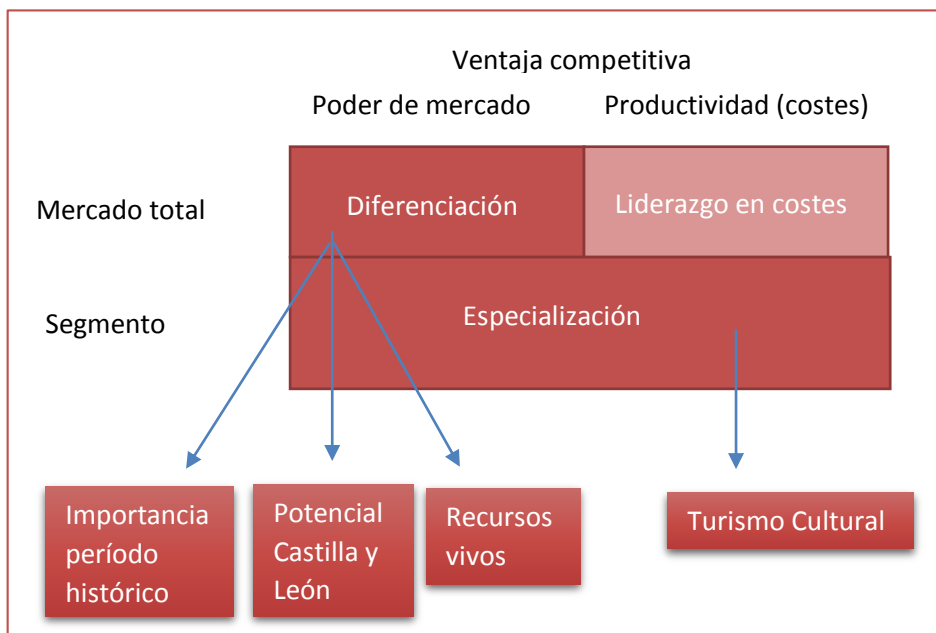 Ventaja competitiva
Poder de mercado
Productividad (costes)
Mercado total
Diferenciación
Liderazgo en costes
Segmento
Especialización
Importancia
período
histórico
Potencial
Castilla y
León
Recursos
vivos
Turismo Cultural